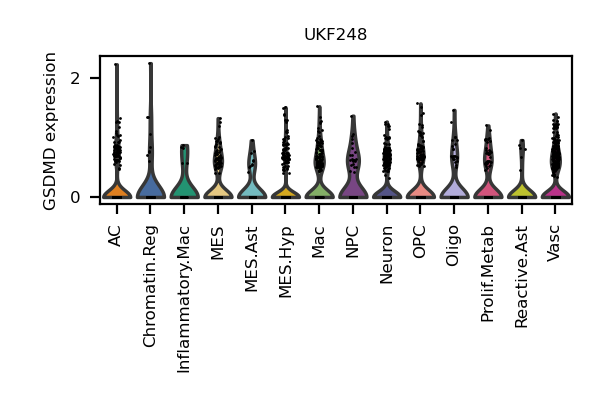 UKF248
GSDMD expression
2
0
AC
Chromatin.Reg
Inflammatory.Mac
MES
MES.Ast
MES.Hyp
Mac
NPC
Neuron
OPC
Oligo
Prolif.Metab
Reactive.Ast
Vasc